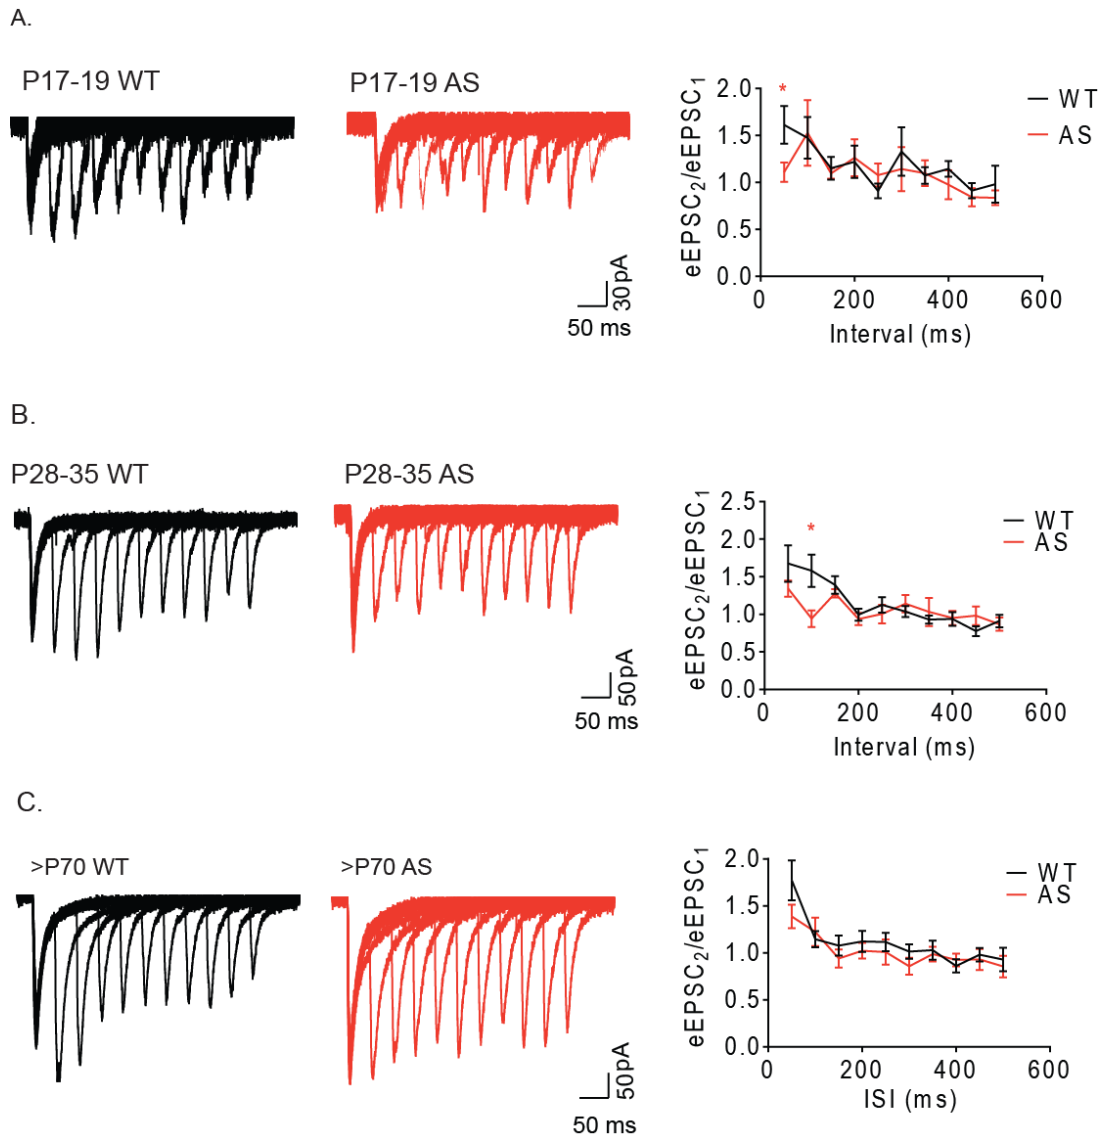 A.
P17-19 WT
P17-19 AS
30pA
50 ms
eEPSC2/eEPSC1
2.0
1.5
1.0
0.5
0.0
*
WT
AS
0
200
400
600
Interval (ms)
B.
P28-35 WT
P28-35 AS
50pA
50 ms
eEPSC2/eEPSC1
2.5
2.0
1.5
1.0
0.5
0.0
*
WT
AS
0
200
400
600
Interval (ms)
C.
>P70 WT
>P70 AS
50pA
50 ms
eEPSC2/eEPSC1
2.0
1.5
1.0
0.5
0.0
WT
AS
0
200
400
600
ISI (ms)